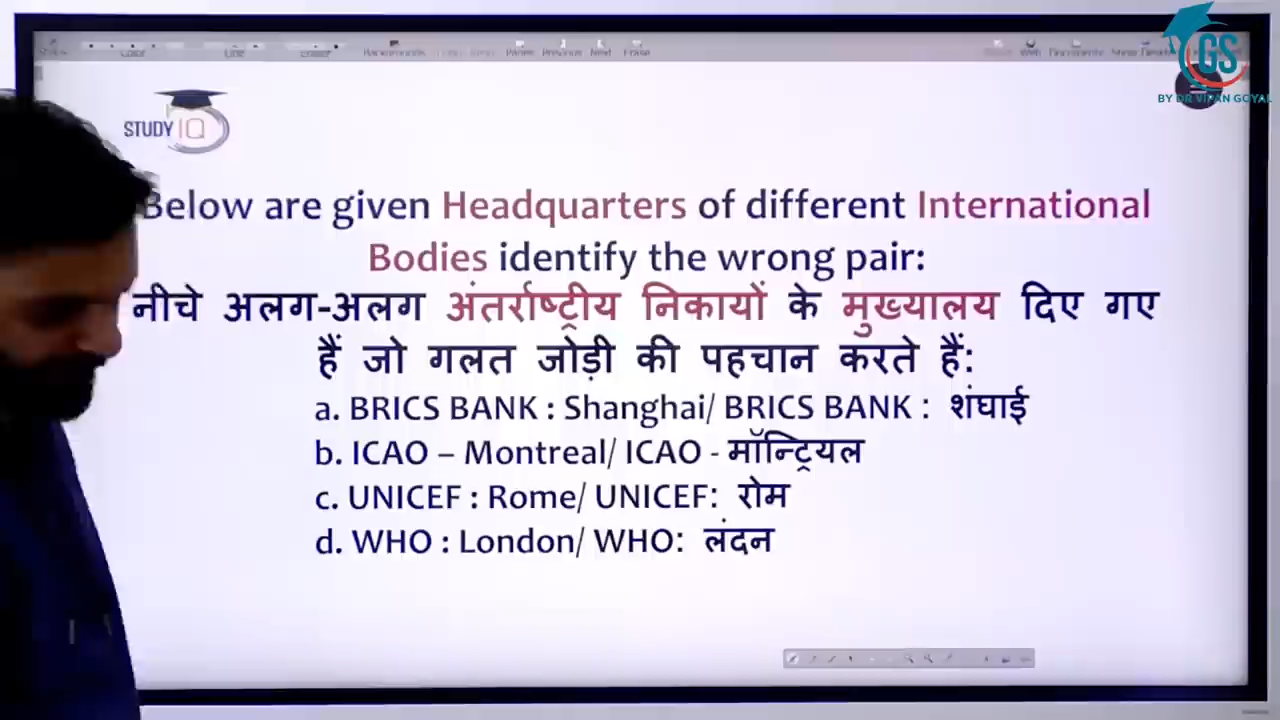 GS
BY DR VIPAN GOYAL
STUDY IQ
Below are given Headquarters of different International
Bodies identify the wrong pair:
नीचे अलग-अलग अंतर्राष्ट्रीय निकायों के मुख्यालय दिए गए
हैं जो गलत जोड़ी की पहचान करते हैं:
a. BRICS BANK : Shanghai/ BRICS BANK : शंघाई
b. ICAO – Montreal/ ICAO - मॉन्ट्रियल
c. UNICEF : Rome/ UNICEF: रोम
d. WHO : London/ WHO: लंदन